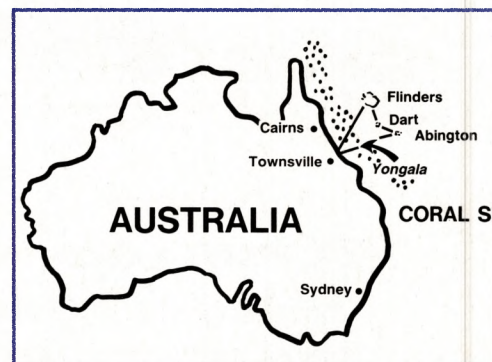 Flinders
Dart
Cairns
Abington
Townsville
Yongala
AUSTRALIA
CORAL S
Sydney